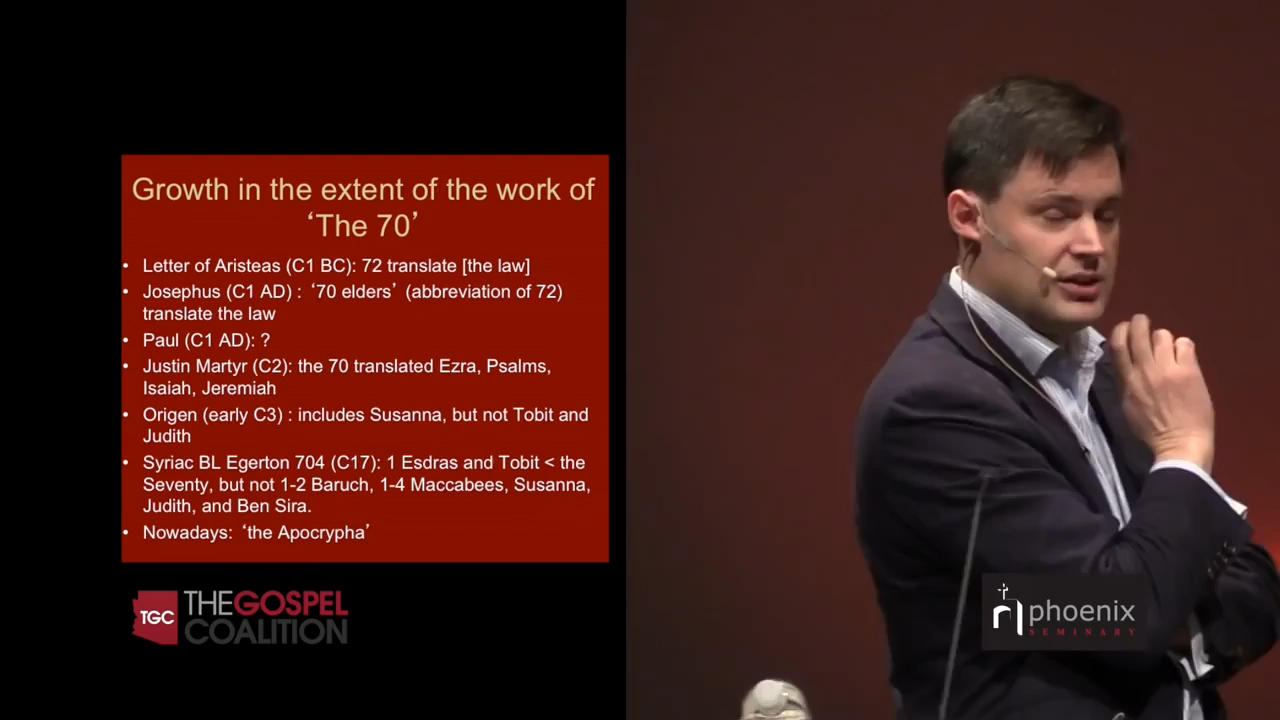 Growth in the extent of the work of
‘The 70’
• Letter of Aristeas (C1 BC): 72 translate [the law]
• Josephus (C1 AD) : ‘70 elders’ (abbreviation of 72)
translate the law
• Paul (C1 AD): ?
• Justin Martyr (C2): the 70 translated Ezra, Psalms,
Isaiah, Jeremiah
• Origen (early C3) : includes Susanna, but not Tobit and
Judith
• Syriac BL Egerton 704 (C17): 1 Esdras and Tobit < the
Seventy, but not 1-2 Baruch, 1-4 Maccabees, Susanna,
Judith, and Ben Sira.
• Nowadays: ‘the Apocrypha’
TGC
THE GOSPEL
COALITION
phoenix
SEMINARY